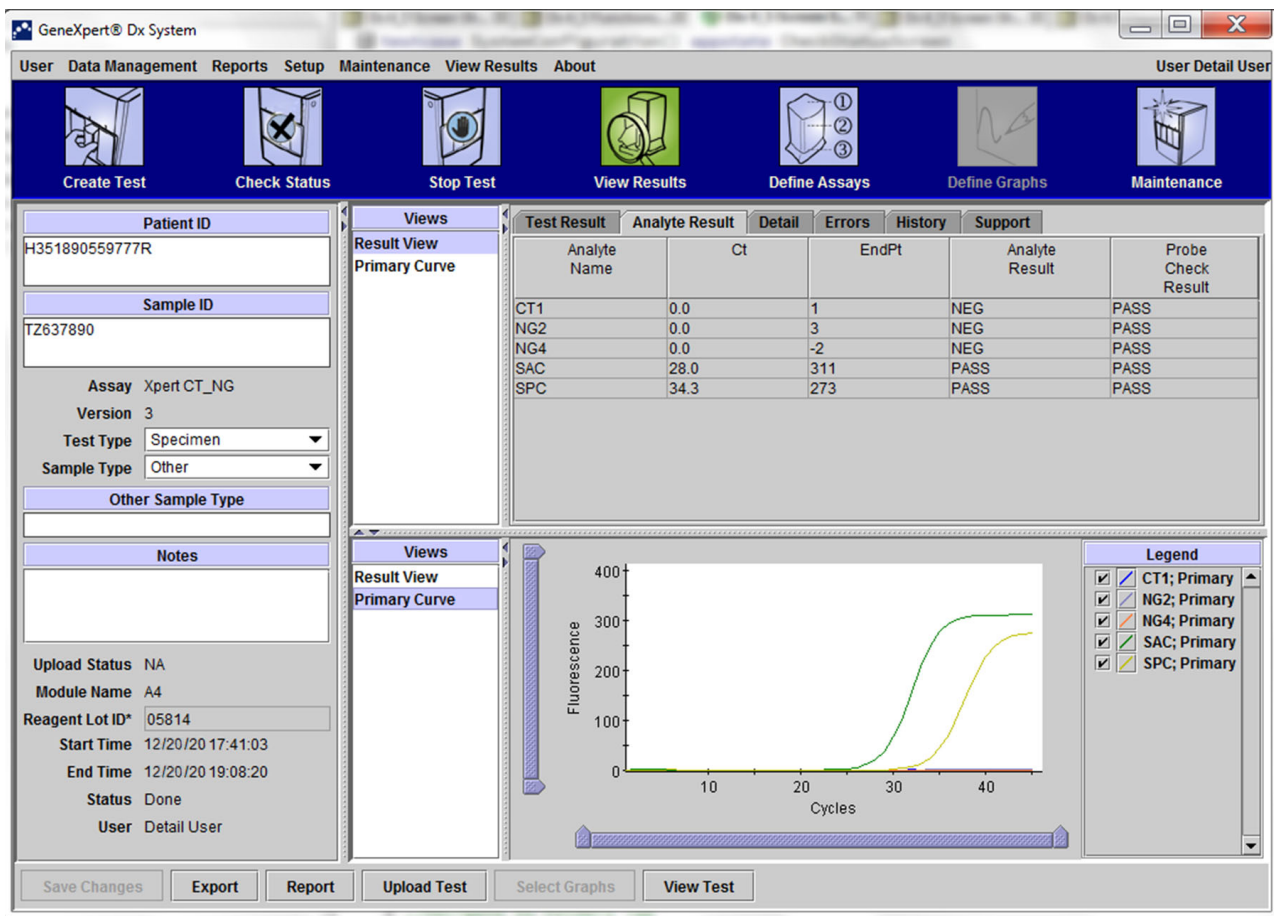 GeneXpert® Dx System
User Data Management Reports Setup Maintenance View Results About User Detail User
Create Test Check Status Stop Test View Results Define Assays Define Graphs Maintenance
① ② ③
Patient ID
H351890559777R
Sample ID
TZ637890
Assay Xpert CT_NG
Version 3
Test Type Specimen
Sample Type Other
Other Sample Type
Notes
Upload Status NA
Module Name A4
Reagent Lot ID* 05814
Start Time 12/20/20 17:41:03
End Time 12/20/20 19:08:20
Status Done
User Detail User
Views
Result View
Primary Curve
Test Result Analyte Result Detail Errors History Support
Analyte Name Ct EndPt Analyte Result Probe Check Result
CT1 0.0 1 NEG PASS
NG2 0.0 3 NEG PASS
NG4 0.0 -2 NEG PASS
SAC 28.0 311 PASS PASS
SPC 34.3 273 PASS PASS
Views
Result View
Primary Curve
400
300
200
100
0
Fluorescence
10 20 30 40
Cycles
Legend
CT1; Primary
NG2; Primary
NG4; Primary
SAC; Primary
SPC; Primary
Save Changes Export Report Upload Test Select Graphs View Test